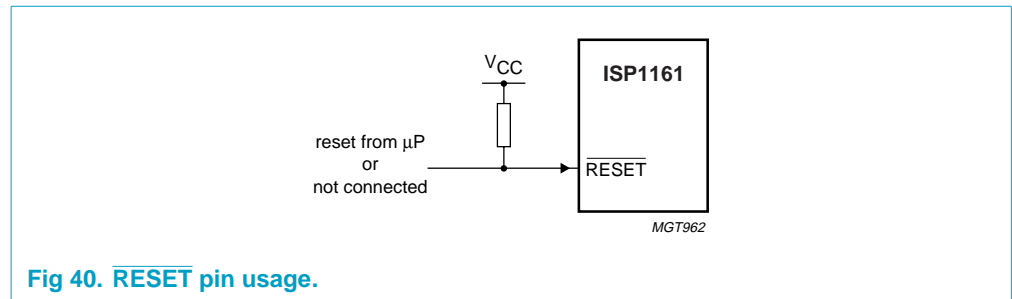 VCC
ISP1161
reset from μP
or
not connected
RESET
MGT962
Fig 40. RESET pin usage.